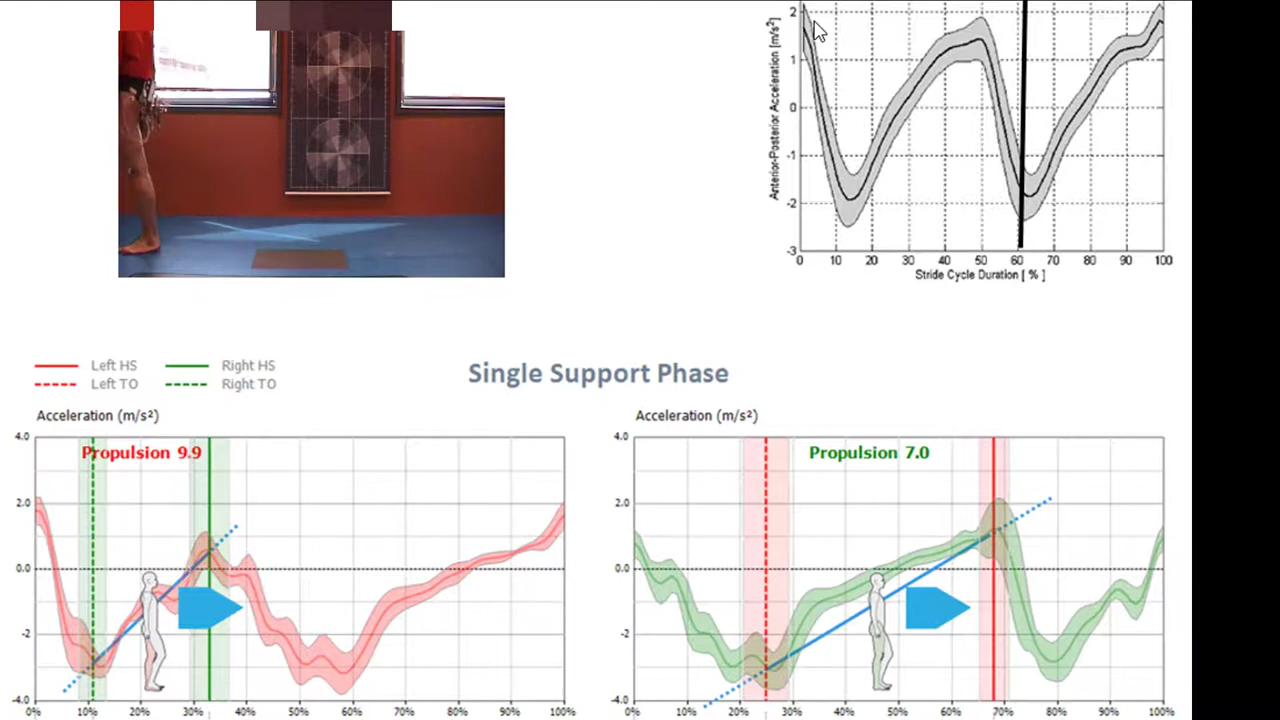 Anterior-Posterior Acceleration [m/s²]
2
1
0
-1
-2
-3
0 10 20 30 40 50 60 70 80 90 100
Stride Cycle Duration [ % ]
Left HS Right HS
Left TO Right TO
Single Support Phase
Acceleration (m/s²)
4.0
Propulsion 9.9
2.0
0.0
-2
-4.0
0% 10% 20% 30% 40% 50% 60% 70% 80% 90% 100%
Acceleration (m/s²)
4.0
Propulsion 7.0
2.0
0.0
-2
-4.0
0% 10% 20% 30% 40% 50% 60% 70% 80% 90% 100%